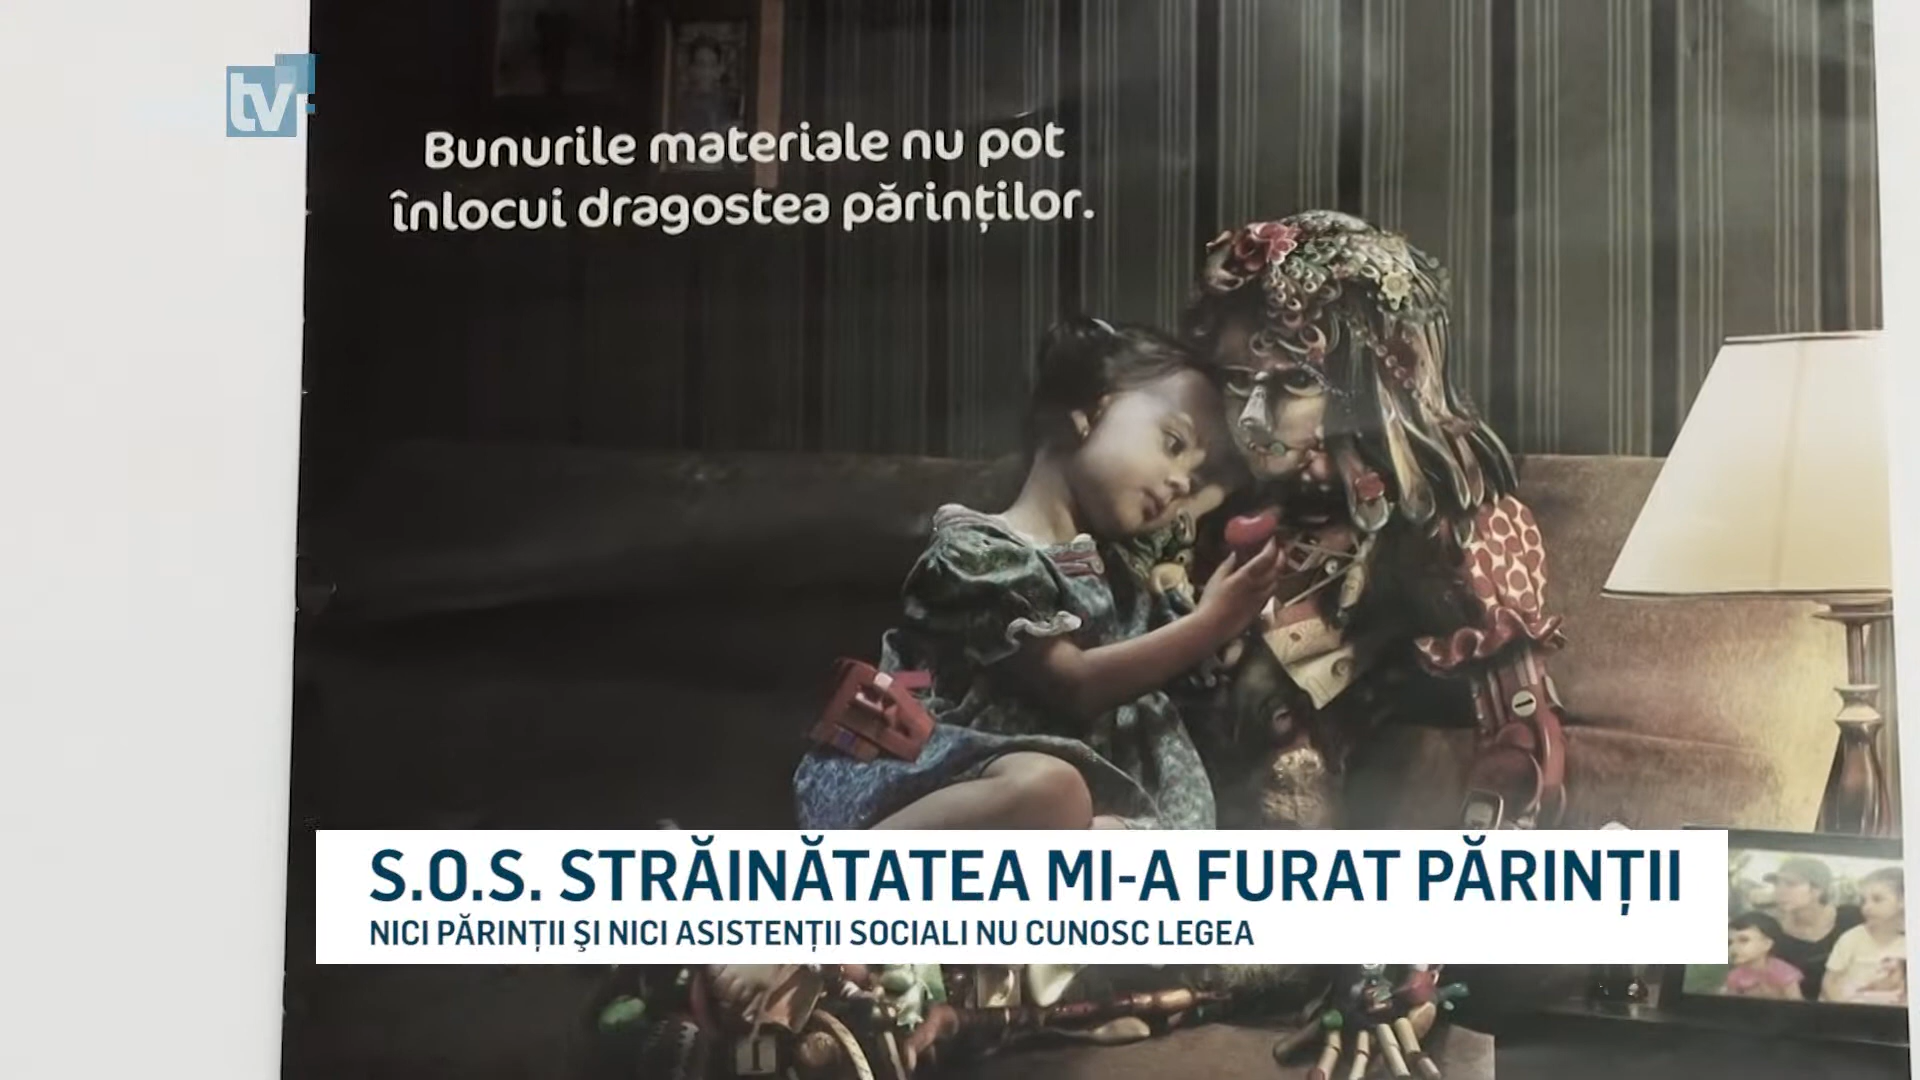 tv
Bunurile materiale nu pot
înlocui dragostea părinților.
S.O.S. STRĂINĂTATEA MI-A FURAT PĂRINȚII
NICI PĂRINȚII ŞI NICI ASISTENȚII SOCIALI NU CUNOSC LEGEA